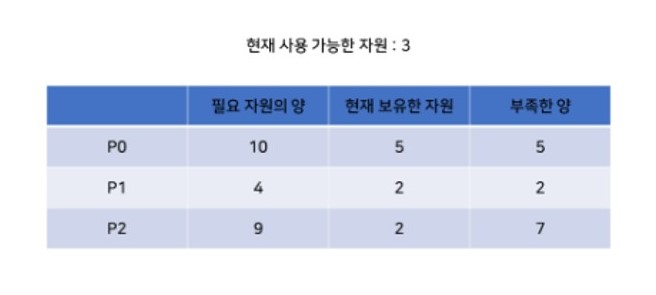 현재 사용 가능한 자원 : 3
필요 자원의 양 현재 보유한 자원 부족한 양
P0 10 5 5
P1 4 2 2
P2 9 2 7